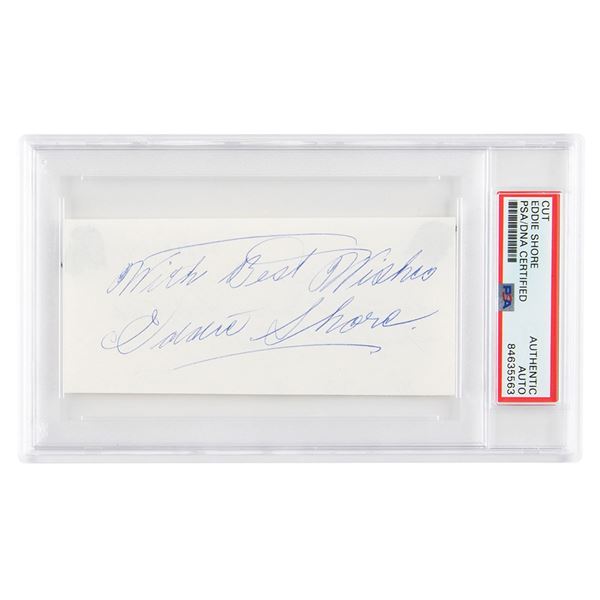 With Best Wishes
Eddie Shore.
CUT
EDDIE SHORE
PSA/DNA CERTIFIED
PSA
AUTHENTIC
AUTO
84635563